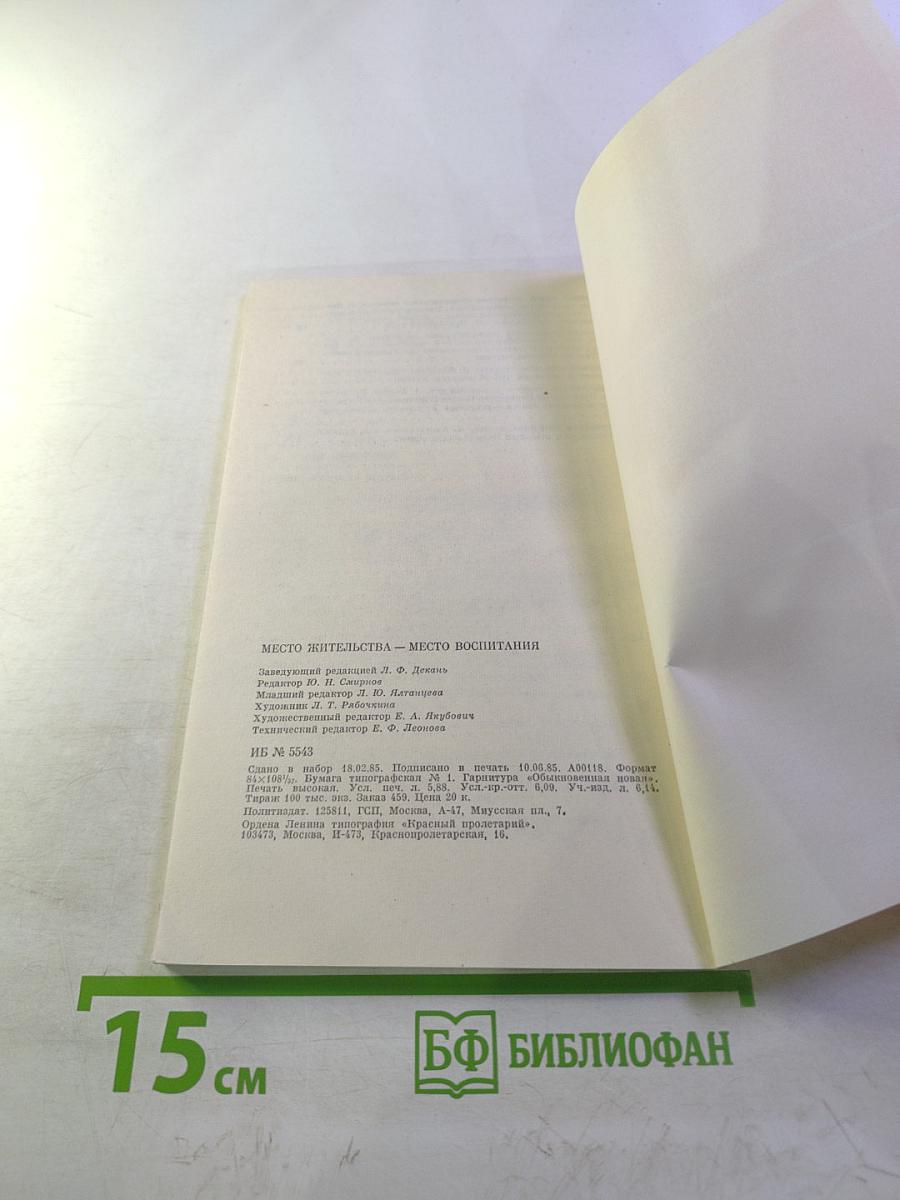 МЕСТО ЖИТЕЛЬСТВА — МЕСТО ВОСПИТАНИЯ
Заведующий редакцией Л. Ф. Декань
Редактор Ю. Н. Смирнов
Младший редактор Л. Ю. Ялтанцева
Художник Л. Т. Рябочкина
Художественный редактор Е. А. Якубович
Технический редактор Е. Ф. Леонова
ИБ № 5543
Сдано в набор 18.02.85. Подписано в печать 10.06.85. А00118. Формат
84×108¹/₃₂. Бумага типографская № 1. Гарнитура «Обыкновенная новая».
Печать высокая. Усл. печ. л. 5,88. Усл.-кр.-отт. 6,09. Уч.-изд. л. 6,14.
Тираж 100 тыс. экз. Заказ 459. Цена 20 к.
Политиздат. 125811, ГСП, Москва, А-47, Миусская пл., 7.
Ордена Ленина типография «Красный пролетарий».
103473, Москва, И-473, Краснопролетарская, 16.
15 см
БФ БИБЛИОФАН